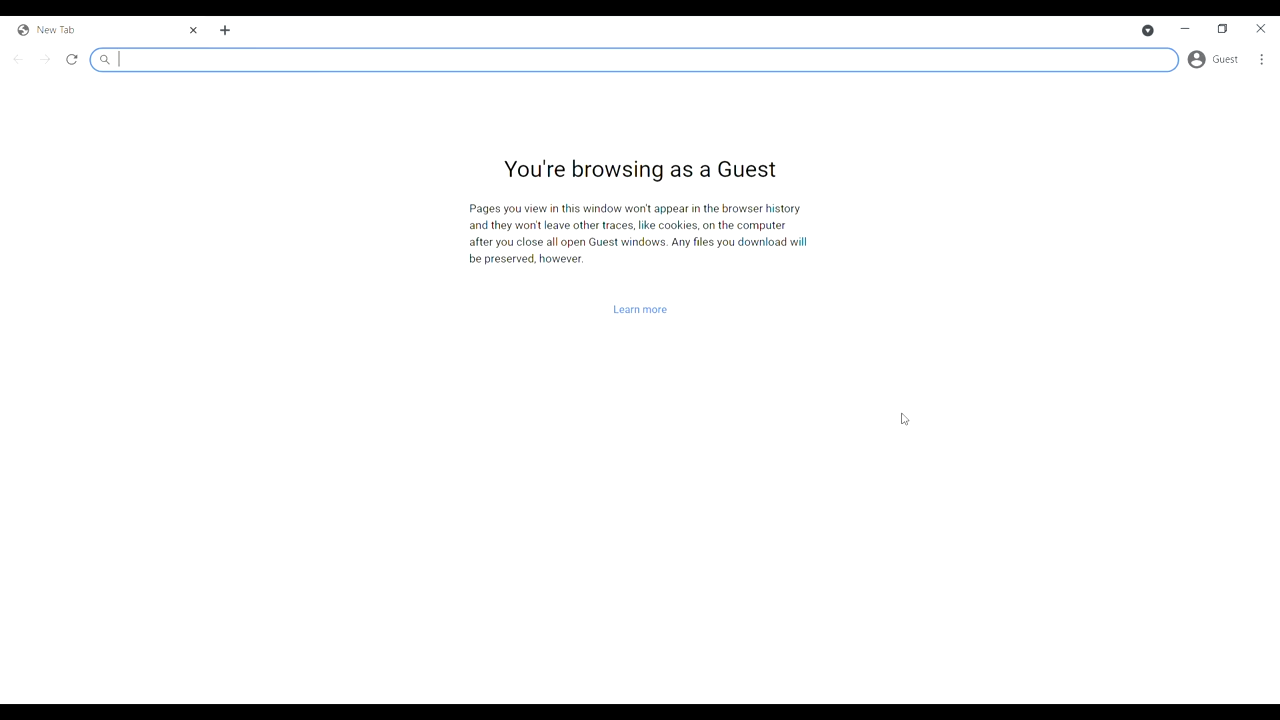 New Tab
Guest
You're browsing as a Guest
Pages you view in this window won't appear in the browser history
and they won't leave other traces, like cookies, on the computer
after you close all open Guest windows. Any files you download will
be preserved, however.
Learn more